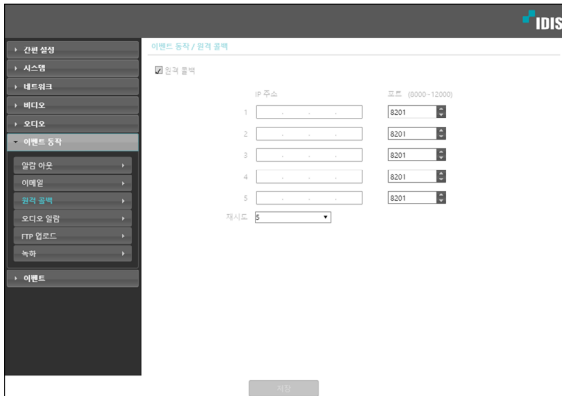 IDIS
이벤트 동작 / 원격 콜백
간편 설정
시스템
네트워크
비디오
오디오
이벤트 동작
알람 아웃
이메일
원격 콜백
오디오 알람
FTP 업로드
녹화
이벤트
원격 콜백
IP 주소 포트 (8000~12000)
1 . . . 8201
2 . . . 8201
3 . . . 8201
4 . . . 8201
5 . . . 8201
재시도 5
저장